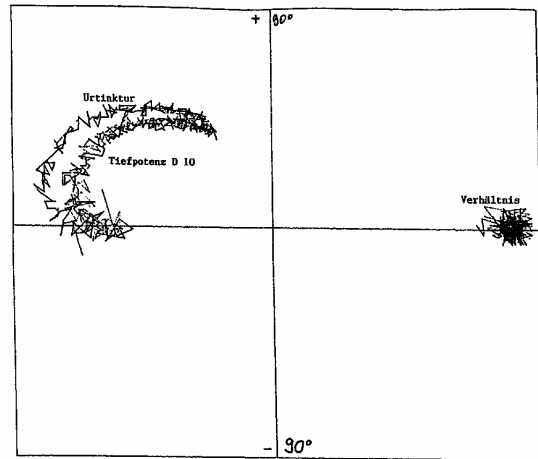 + 90°
Urtinktur
Tiefpotenz D 10
Verhältnis
- 90°